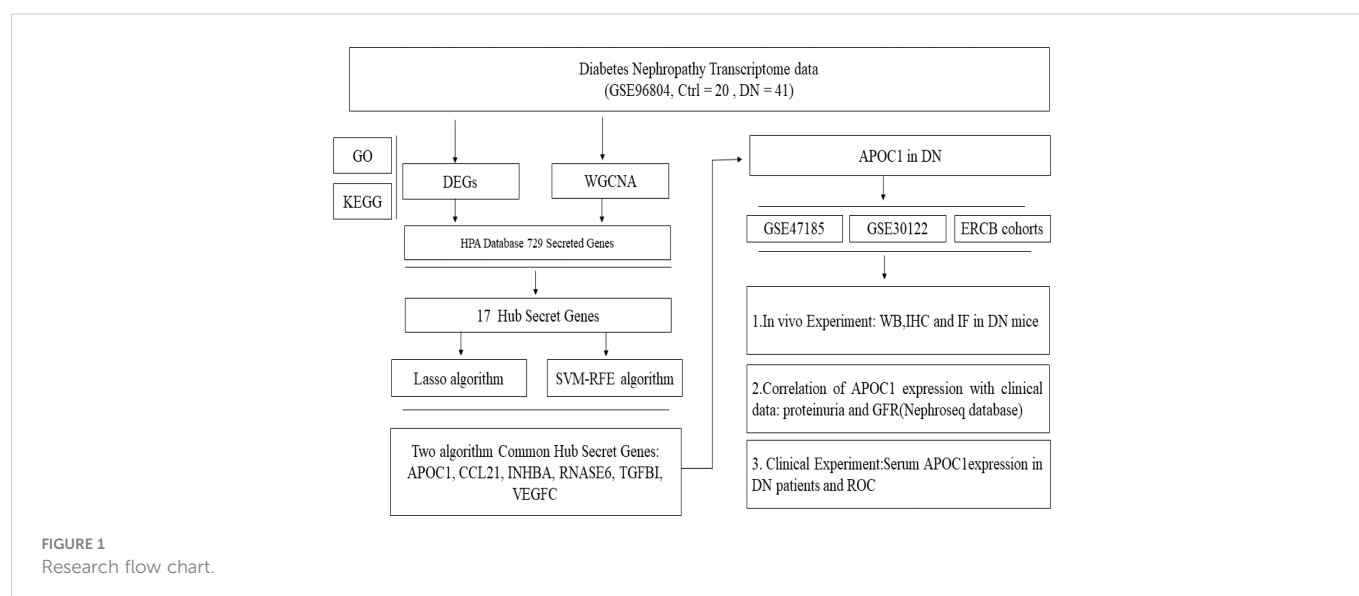 Diabetes Nephropathy Transcriptome data
(GSE96804, Ctrl = 20 , DN = 41)
GO
KEGG
DEGs
WGCNA
HPA Database 729 Secreted Genes
17 Hub Secret Genes
Lasso algorithm
SVM-RFE algorithm
Two algorithm Common Hub Secret Genes:
APOC1, CCL21, INHBA, RNASE6, TGFBI,
VEGFC
APOC1 in DN
GSE47185
GSE30122
ERCB cohorts
1.In vivo Experiment: WB,IHC and IF in DN mice
2.Correlation of APOC1 expression with clinical
data: proteinuria and GFR(Nephroseq database)
3. Clinical Experiment:Serum APOC1expression in
DN patients and ROC
FIGURE 1
Research flow chart.